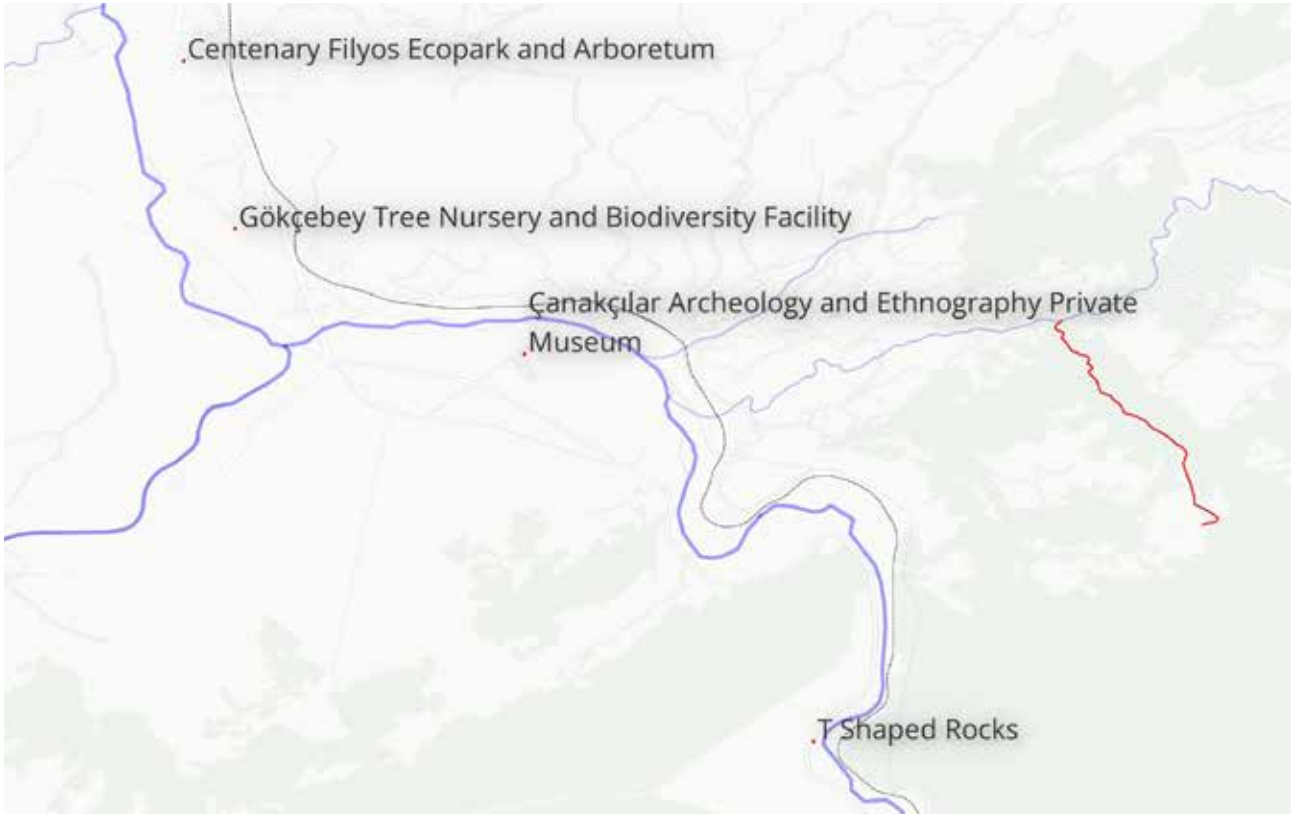 Centenary Filyos Ecopark and Arboretum
Gökçebey Tree Nursery and Biodiversity Facility
Çanakçılar Archeology and Ethnography Private
Museum
T Shaped Rocks